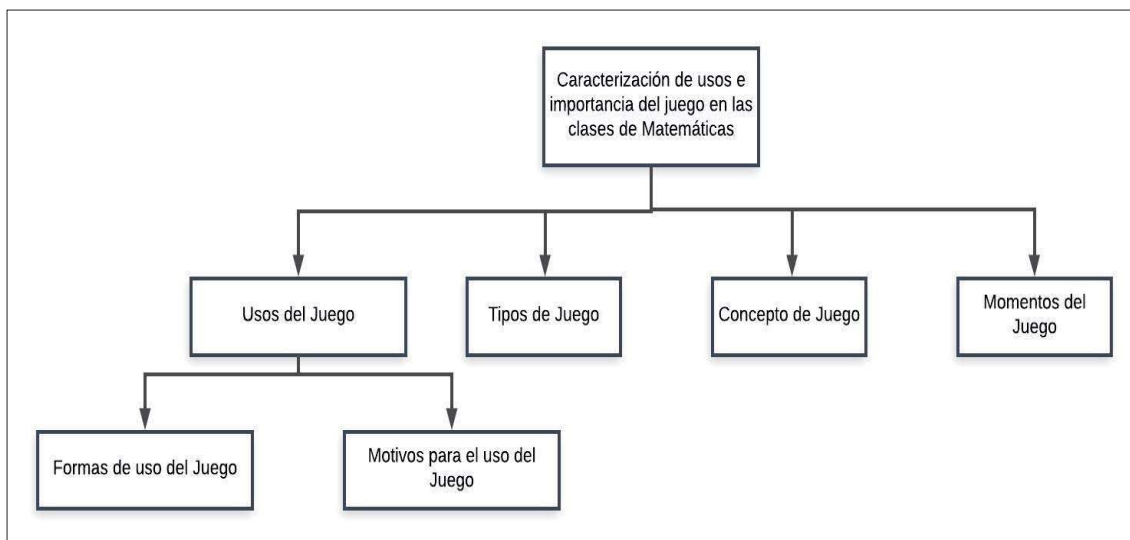 Caracterización de usos e
importancia del juego en las
clases de Matemáticas
Usos del Juego
Tipos de Juego
Concepto de Juego
Momentos del
Juego
Formas de uso del Juego
Motivos para el uso del
Juego